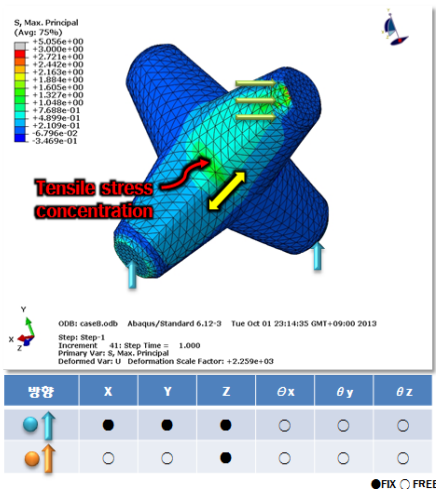 S, Max. Principal
(Avg: 75%)
+5.056e+00
+3.000e+00
+2.721e+00
+2.442e+00
+2.163e+00
+1.884e+00
+1.605e+00
+1.327e+00
+1.048e+00
+7.688e-01
+4.899e-01
+2.109e-01
-6.796e-02
-3.469e-01
Tensile stress
concentration
Y
X
Z
ODB: case8.odb Abaqus/Standard 6.12-3 Tue Oct 01 23:14:35 GMT+09:00 2013
Step: Step-1
Increment 41: Step Time = 1.000
Primary Var: S, Max. Principal
Deformed Var: U Deformation Scale Factor: +2.259e+03
방향 X Y Z Θx θy θz
●FIX ○FREE